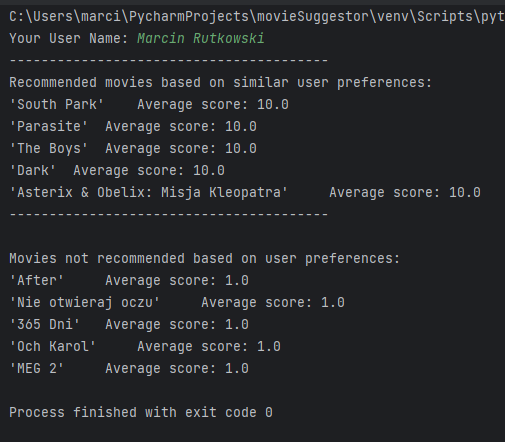 C:\Users\marci\PycharmProjects\movieSuggestor\venv\Scripts\pyt
Your User Name: Marcin Rutkowski
----------------------------------------
Recommended movies based on similar user preferences:
'South Park'    Average score: 10.0
'Parasite'  Average score: 10.0
'The Boys'  Average score: 10.0
'Dark'  Average score: 10.0
'Asterix & Obelix: Misja Kleopatra'     Average score: 10.0
----------------------------------------
Movies not recommended based on user preferences:
'After'     Average score: 1.0
'Nie otwieraj oczu'     Average score: 1.0
'365 Dni'   Average score: 1.0
'Och Karol'     Average score: 1.0
'MEG 2'     Average score: 1.0
Process finished with exit code 0